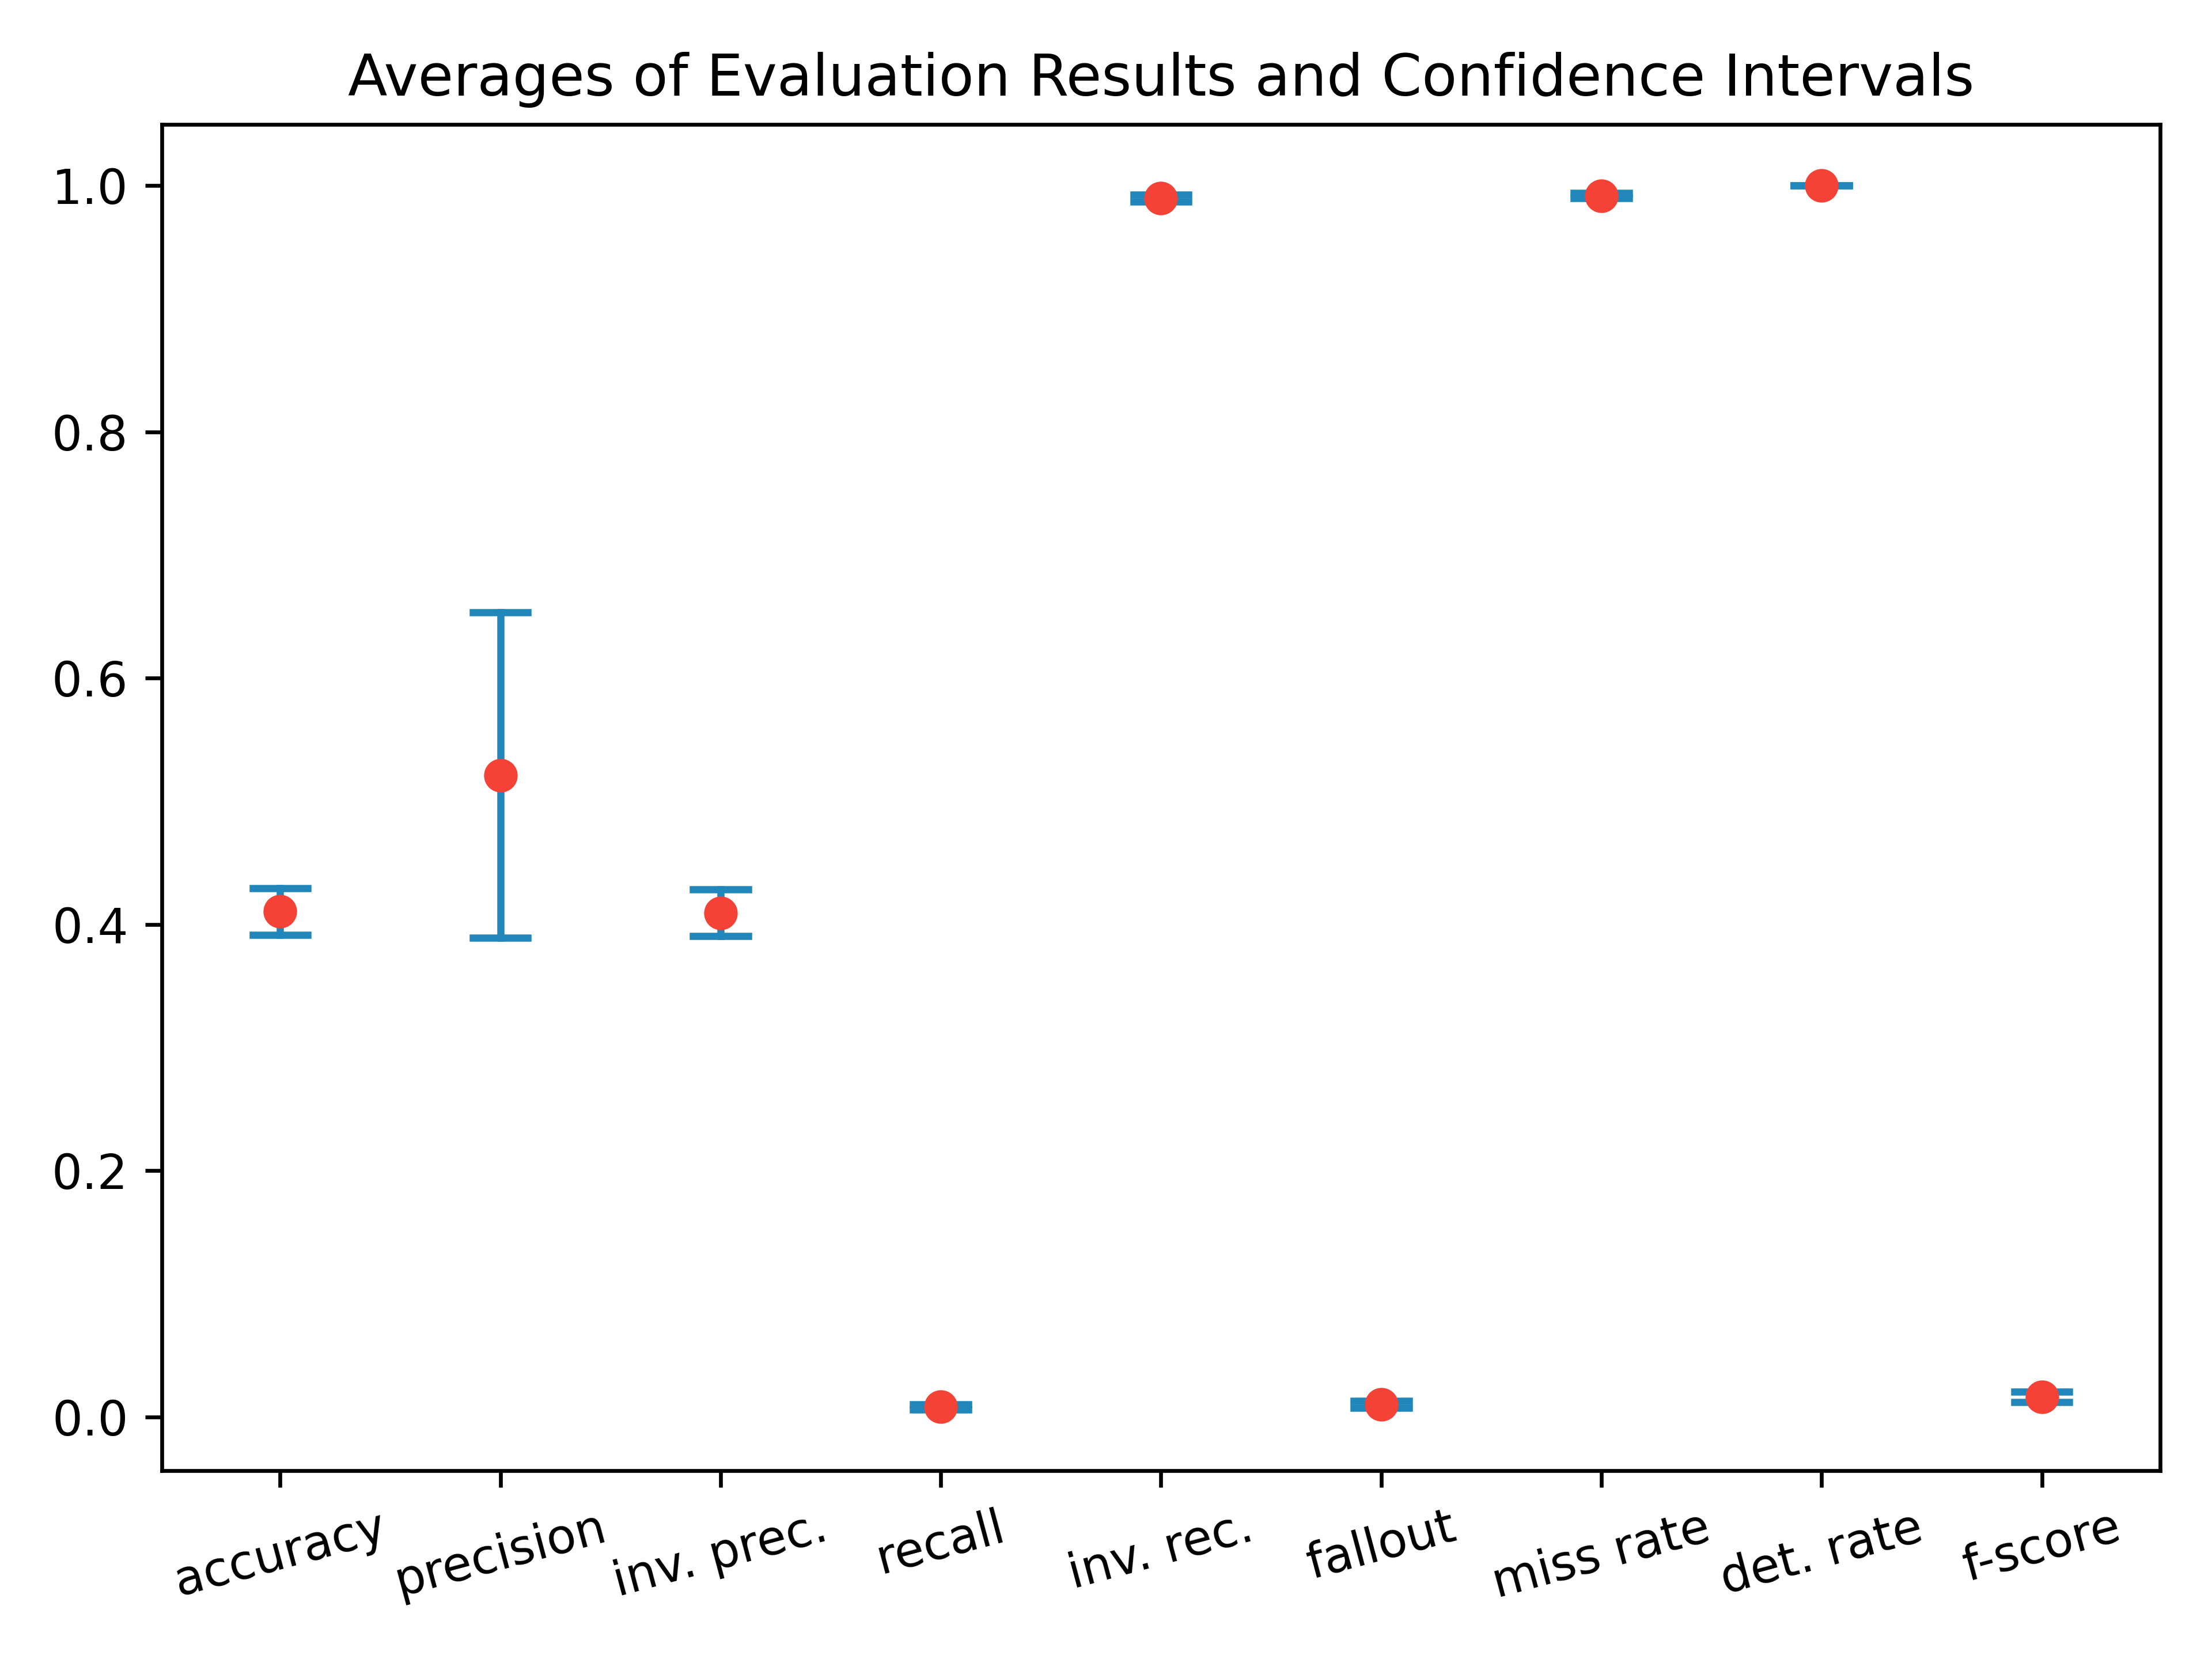 Averages of Evaluation Results and Confidence Intervals
1.0
0.8
0.6
0.4
0.2
0.0
accuracy
precision
inv. prec.
recall
inv. rec.
fallout
miss rate
det. rate
f-score